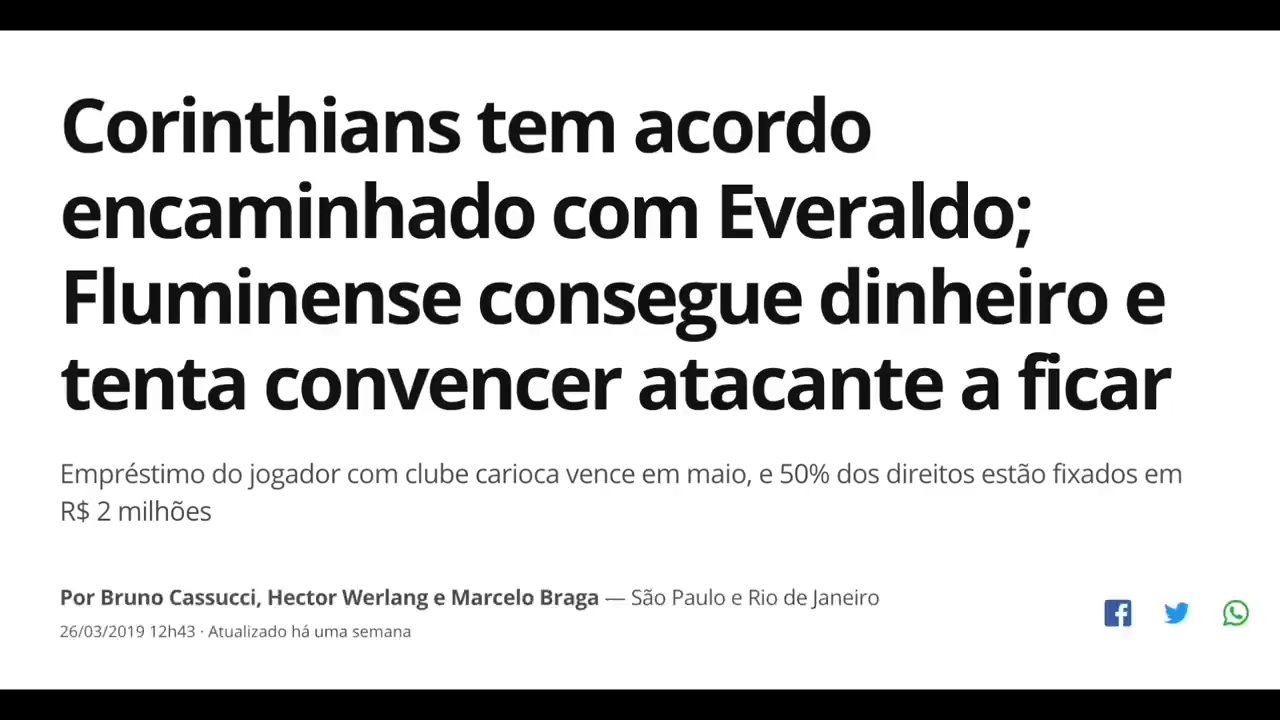 Corinthians tem acordo
encaminhado com Everaldo;
Fluminense consegue dinheiro e
tenta convencer atacante a ficar
Empréstimo do jogador com clube carioca vence em maio, e 50% dos direitos estão fixados em
R$ 2 milhões
Por Bruno Cassucci, Hector Werlang e Marcelo Braga — São Paulo e Rio de Janeiro
26/03/2019 12h43 · Atualizado há uma semana